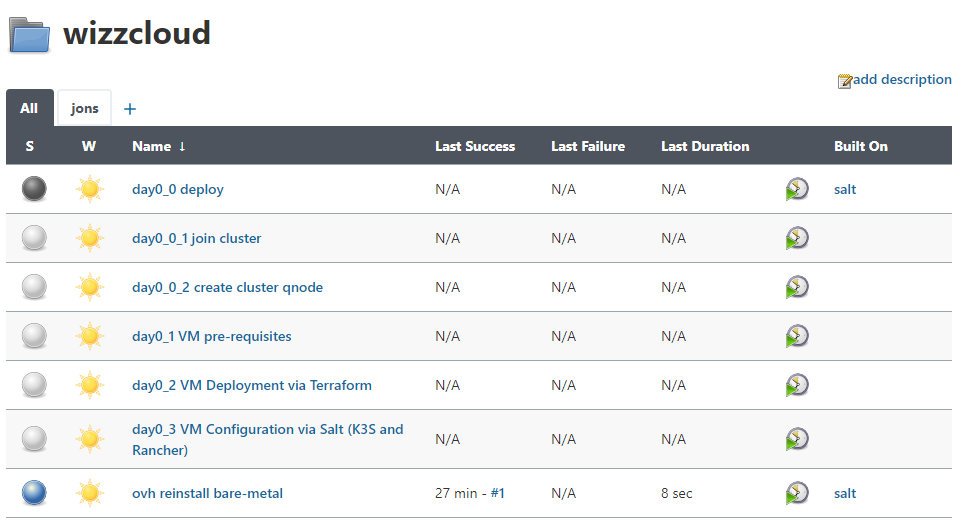 wizzcloud
add description
All jons +
S W Name ↓ Last Success Last Failure Last Duration Built On
day0_0 deploy N/A N/A N/A salt
day0_0_1 join cluster N/A N/A N/A
day0_0_2 create cluster qnode N/A N/A N/A
day0_1 VM pre-requisites N/A N/A N/A
day0_2 VM Deployment via Terraform N/A N/A N/A
day0_3 VM Configuration via Salt (K3S and
Rancher) N/A N/A N/A
ovh reinstall bare-metal 27 min - #1 N/A 8 sec salt